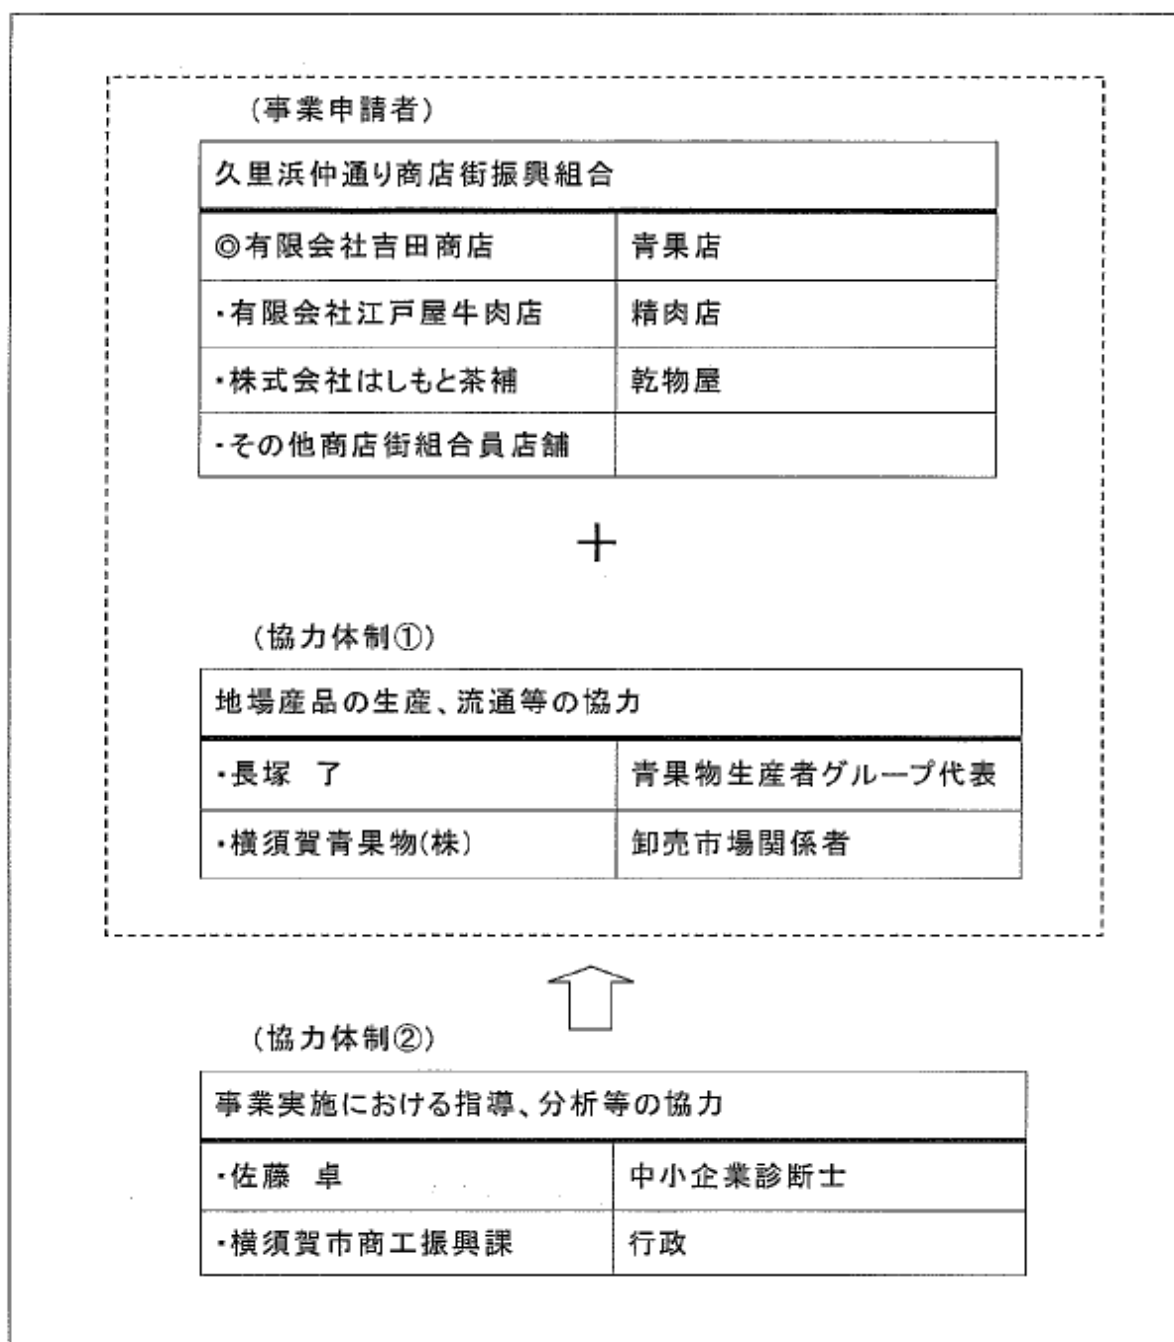 (事業申請者)
久里浜仲通り商店街振興組合
◎有限会社吉田商店 青果店
・有限会社江戸屋牛肉店 精肉店
・株式会社はしもと茶補 乾物屋
・その他商店街組合員店舗
+
(協力体制①)
地場産品の生産、流通等の協力
・長塚 了 青果物生産者グループ代表
・横須賀青果物(株) 卸売市場関係者
(協力体制②)
事業実施における指導、分析等の協力
・佐藤 卓 中小企業診断士
・横須賀市商工振興課 行政